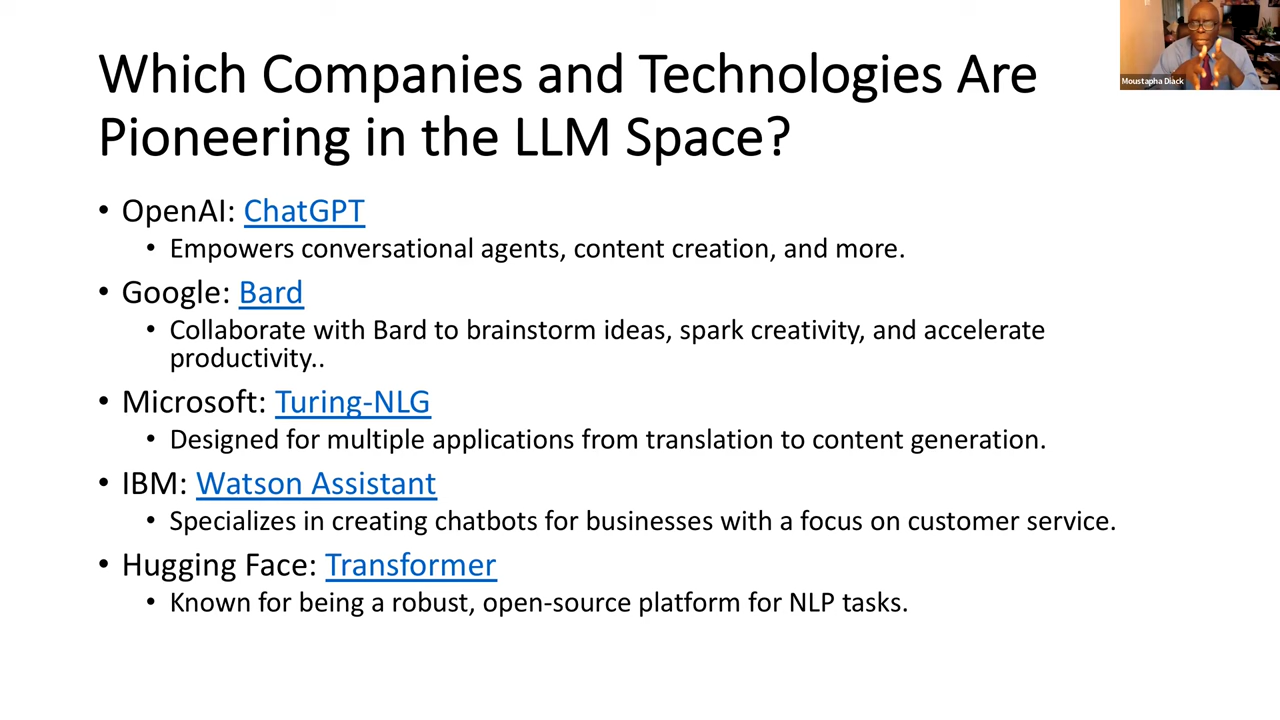 Which Companies and Technologies Are
Pioneering in the LLM Space?
• OpenAI: ChatGPT
• Empowers conversational agents, content creation, and more.
• Google: Bard
• Collaborate with Bard to brainstorm ideas, spark creativity, and accelerate
productivity..
• Microsoft: Turing-NLG
• Designed for multiple applications from translation to content generation.
• IBM: Watson Assistant
• Specializes in creating chatbots for businesses with a focus on customer service.
• Hugging Face: Transformer
• Known for being a robust, open-source platform for NLP tasks.
Moustapha Diack